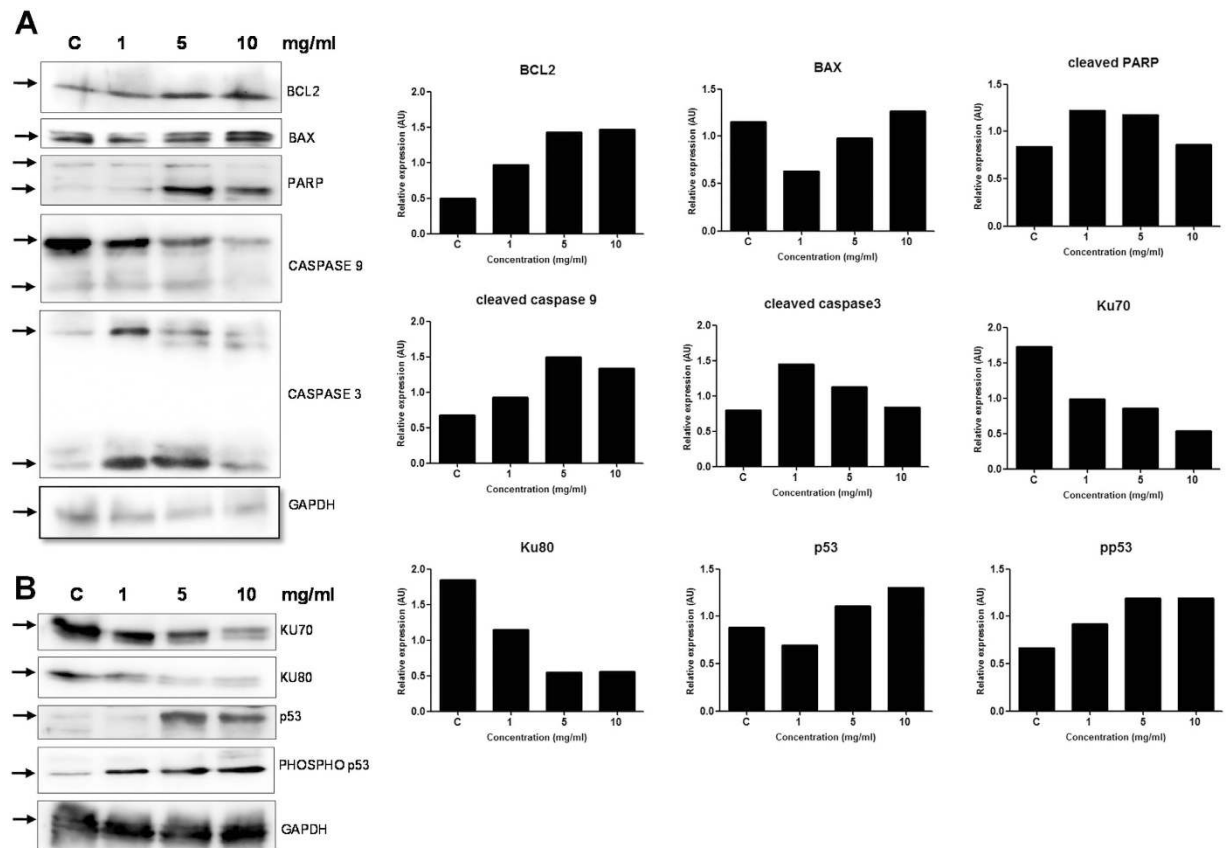 A
C 1 5 10 mg/ml
BCL2
BAX
PARP
CASPASE 9
CASPASE 3
GAPDH
B
C 1 5 10 mg/ml
KU70
KU80
p53
PHOSPHO p53
GAPDH
BCL2
Relative expression (AU)
2.0
1.5
1.0
0.5
0.0
C 1 5 10
Concentration (mg/ml)
BAX
Relative expression (AU)
1.5
1.0
0.5
0.0
C 1 5 10
Concentration (mg/ml)
cleaved PARP
Relative expression (AU)
1.5
1.0
0.5
0.0
C 1 5 10
Concentration (mg/ml)
cleaved caspase 9
Relative expression (AU)
2.0
1.5
1.0
0.5
0.0
C 1 5 10
Concentration (mg/ml)
cleaved caspase3
Relative expression (AU)
2.0
1.5
1.0
0.5
0.0
C 1 5 10
Concentration (mg/ml)
Ku70
Relative expression (AU)
2.0
1.5
1.0
0.5
0.0
C 1 5 10
Concentration (mg/ml)
Ku80
Relative expression (AU)
2.0
1.5
1.0
0.5
0.0
C 1 5 10
Concentration (mg/ml)
p53
Relative expression (AU)
1.5
1.0
0.5
0.0
C 1 5 10
Concentration (mg/ml)
pp53
Relative expression (AU)
1.5
1.0
0.5
0.0
C 1 5 10
Concentration (mg/ml)